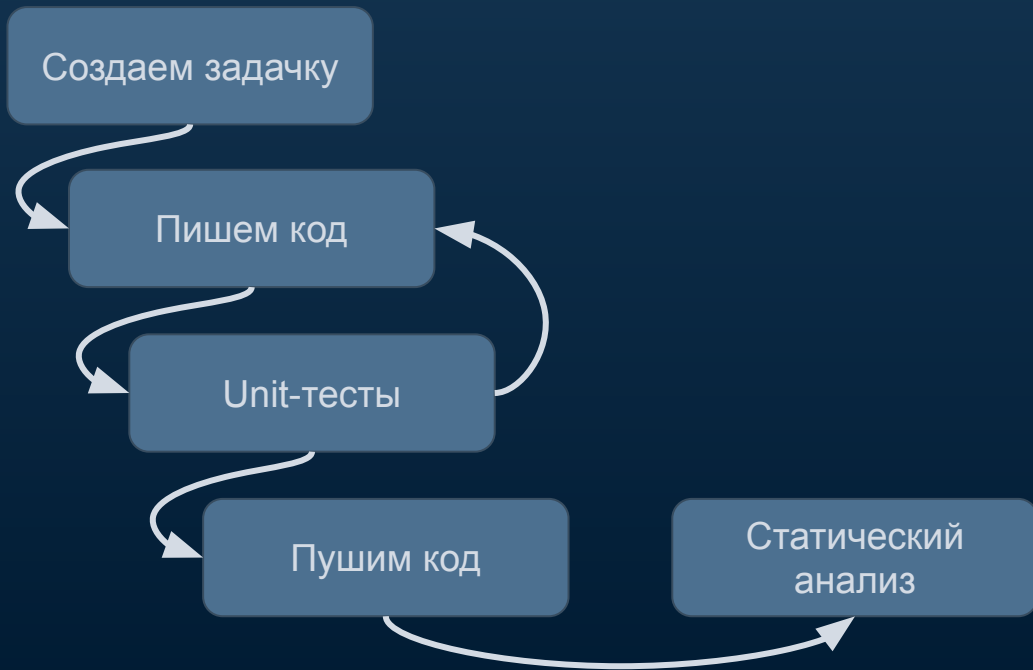 Создаем задачку
Пишем код
Unit-тесты
Пушим код
Статический
анализ